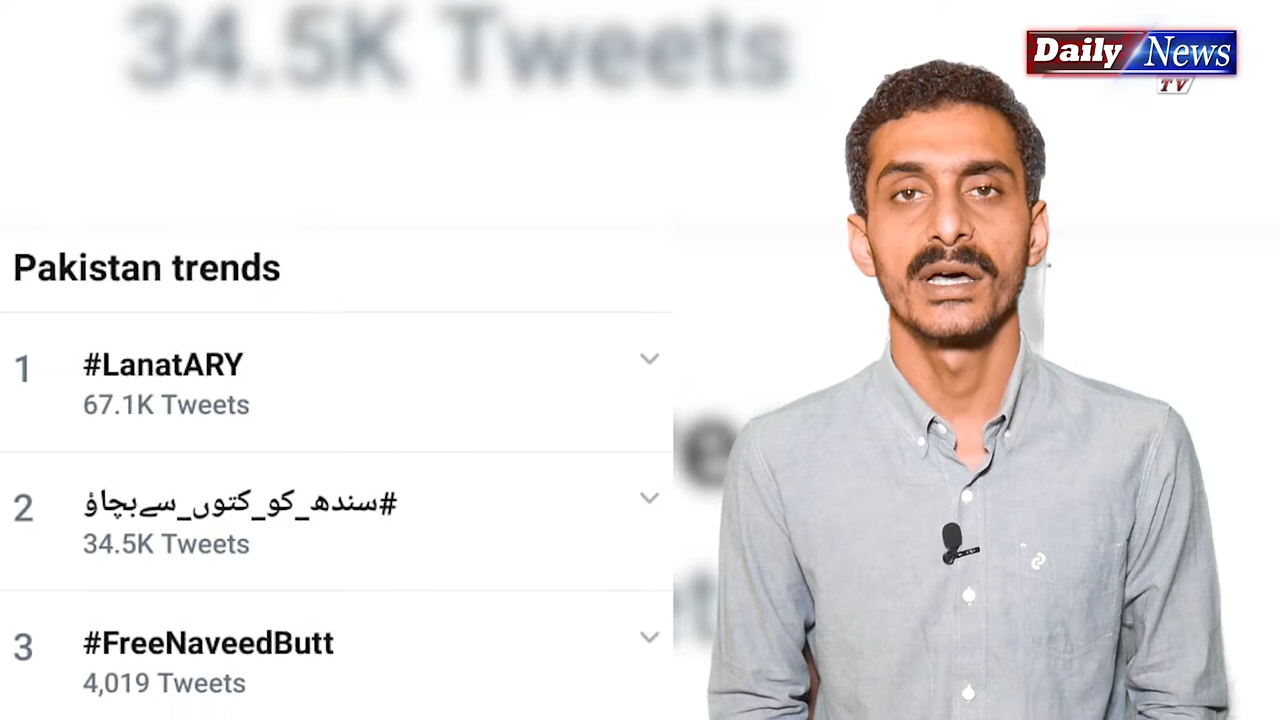 34.5K Tweets
Daily News
TV
Pakistan trends
1
#LanatARY
67.1K Tweets
2
#سندھ_کو_کتوں_سےبچاؤ
34.5K Tweets
3
#FreeNaveedButt
4,019 Tweets